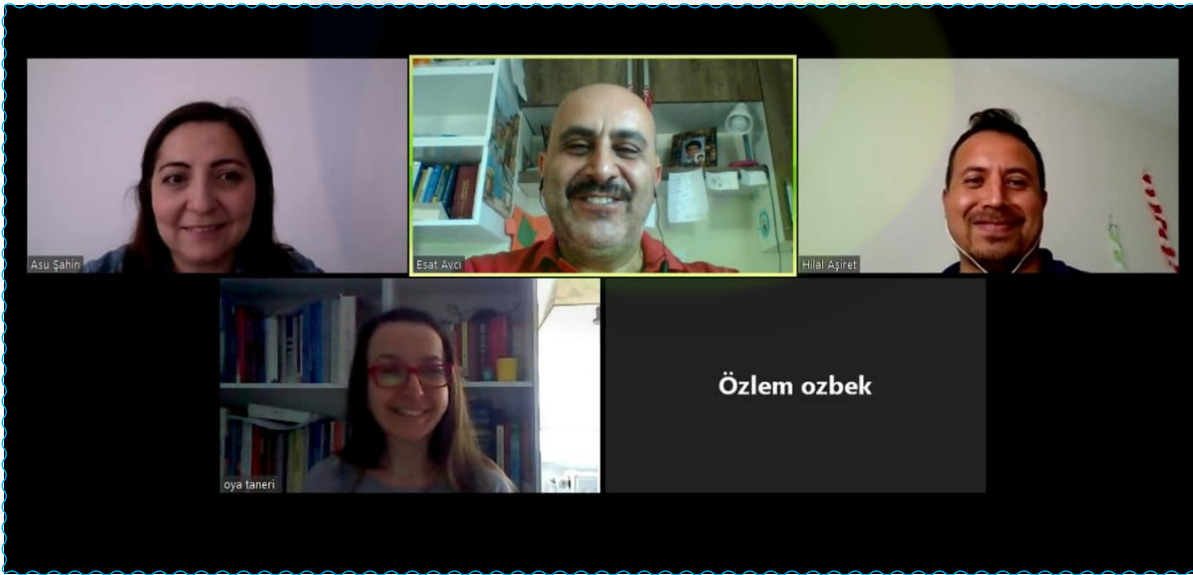 Asu Şahin
Esat Avcı
Hilal Aşiret
oya taneri
Özlem ozbek